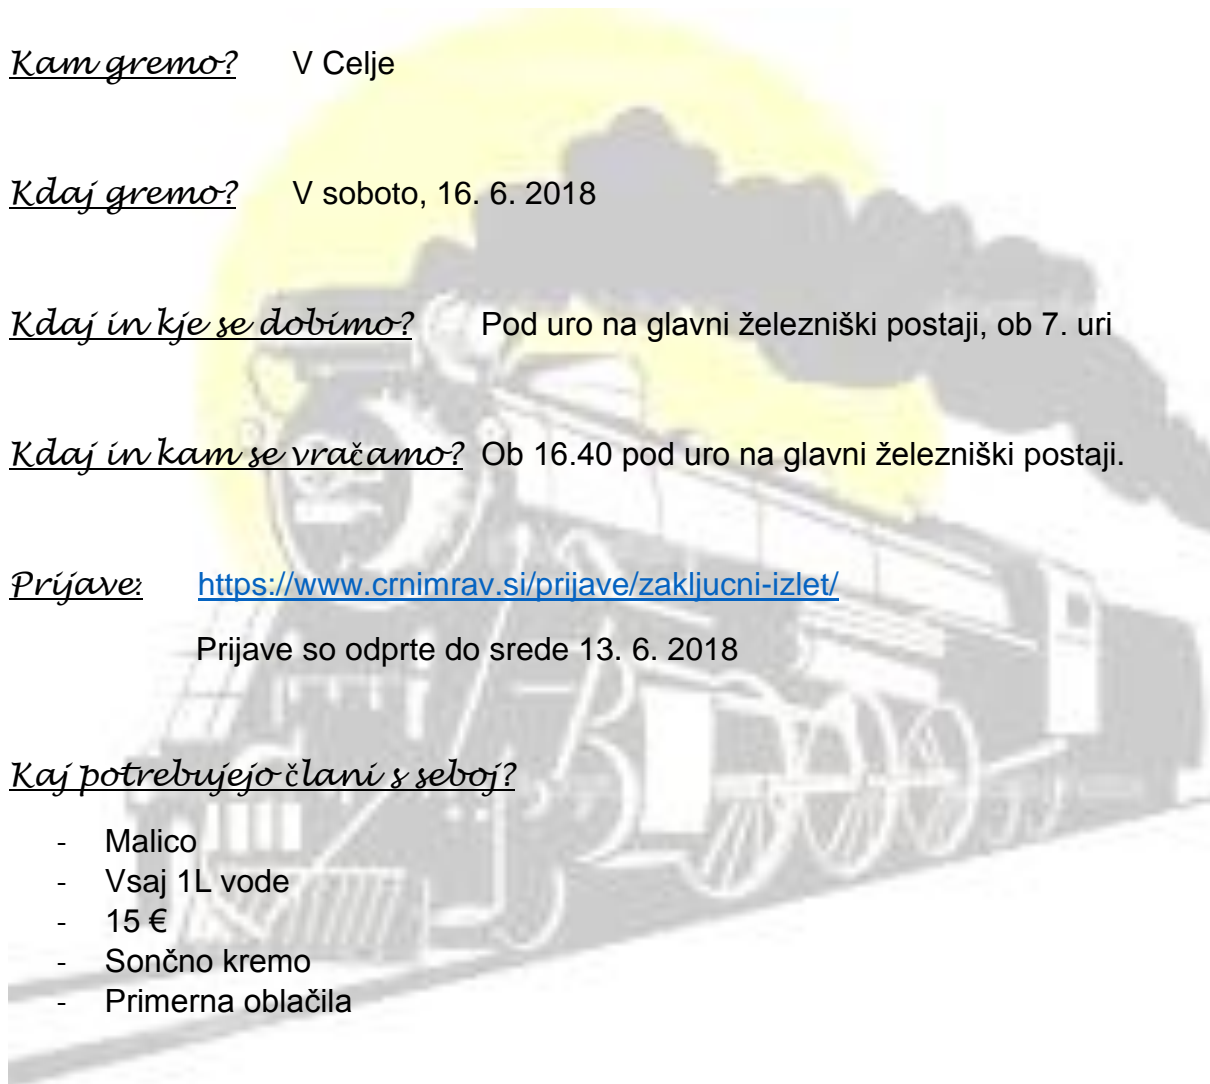 Kam gremo? V Celje
Kdaj gremo? V soboto, 16. 6. 2018
Kdaj in kje se dobimo? Pod uro na glavni železniški postaji, ob 7. uri
Kdaj in kam se vračamo? Ob 16.40 pod uro na glavni železniški postaji.
Prijave: https://www.crnimrav.si/prijave/zakljucni-izlet/
Prijave so odprte do srede 13. 6. 2018
Kaj potrebujejo člani s seboj?
- Malico
- Vsaj 1L vode
- 15 €
- Sončno kremo
- Primerna oblačila